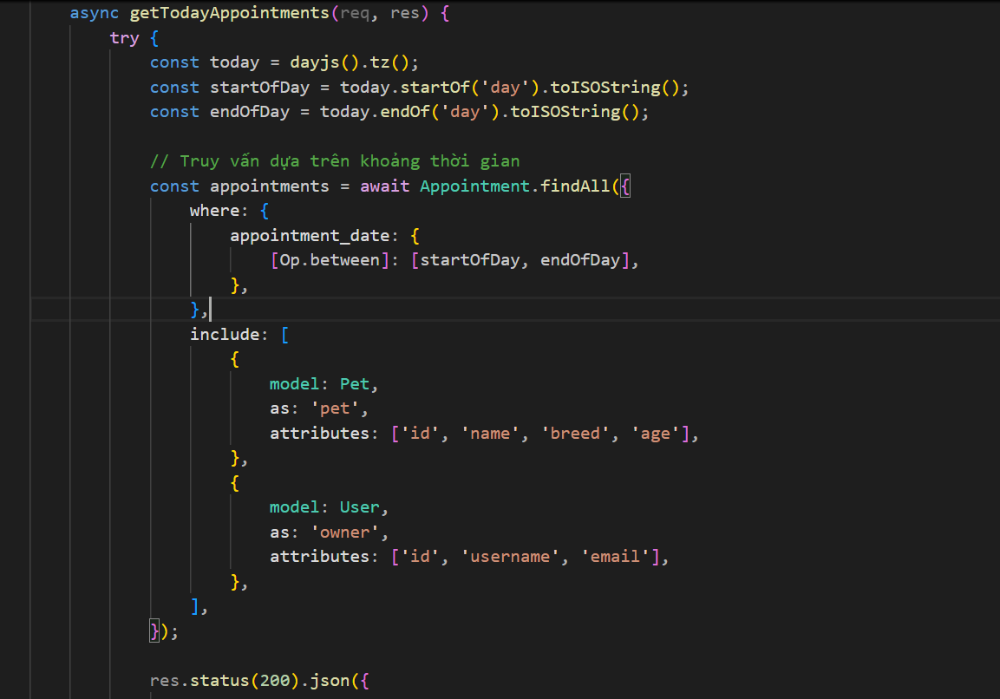 async getTodayAppointments(req, res) {
try {
const today = dayjs().tz();
const startOfDay = today.startOf('day').toISOString();
const endOfDay = today.endOf('day').toISOString();
// Truy vấn dựa trên khoảng thời gian
const appointments = await Appointment.findAll({
where: {
appointment_date: {
[Op.between]: [startOfDay, endOfDay],
},
},
include: [
{
model: Pet,
as: 'pet',
attributes: ['id', 'name', 'breed', 'age'],
},
{
model: User,
as: 'owner',
attributes: ['id', 'username', 'email'],
},
],
});
res.status(200).json({